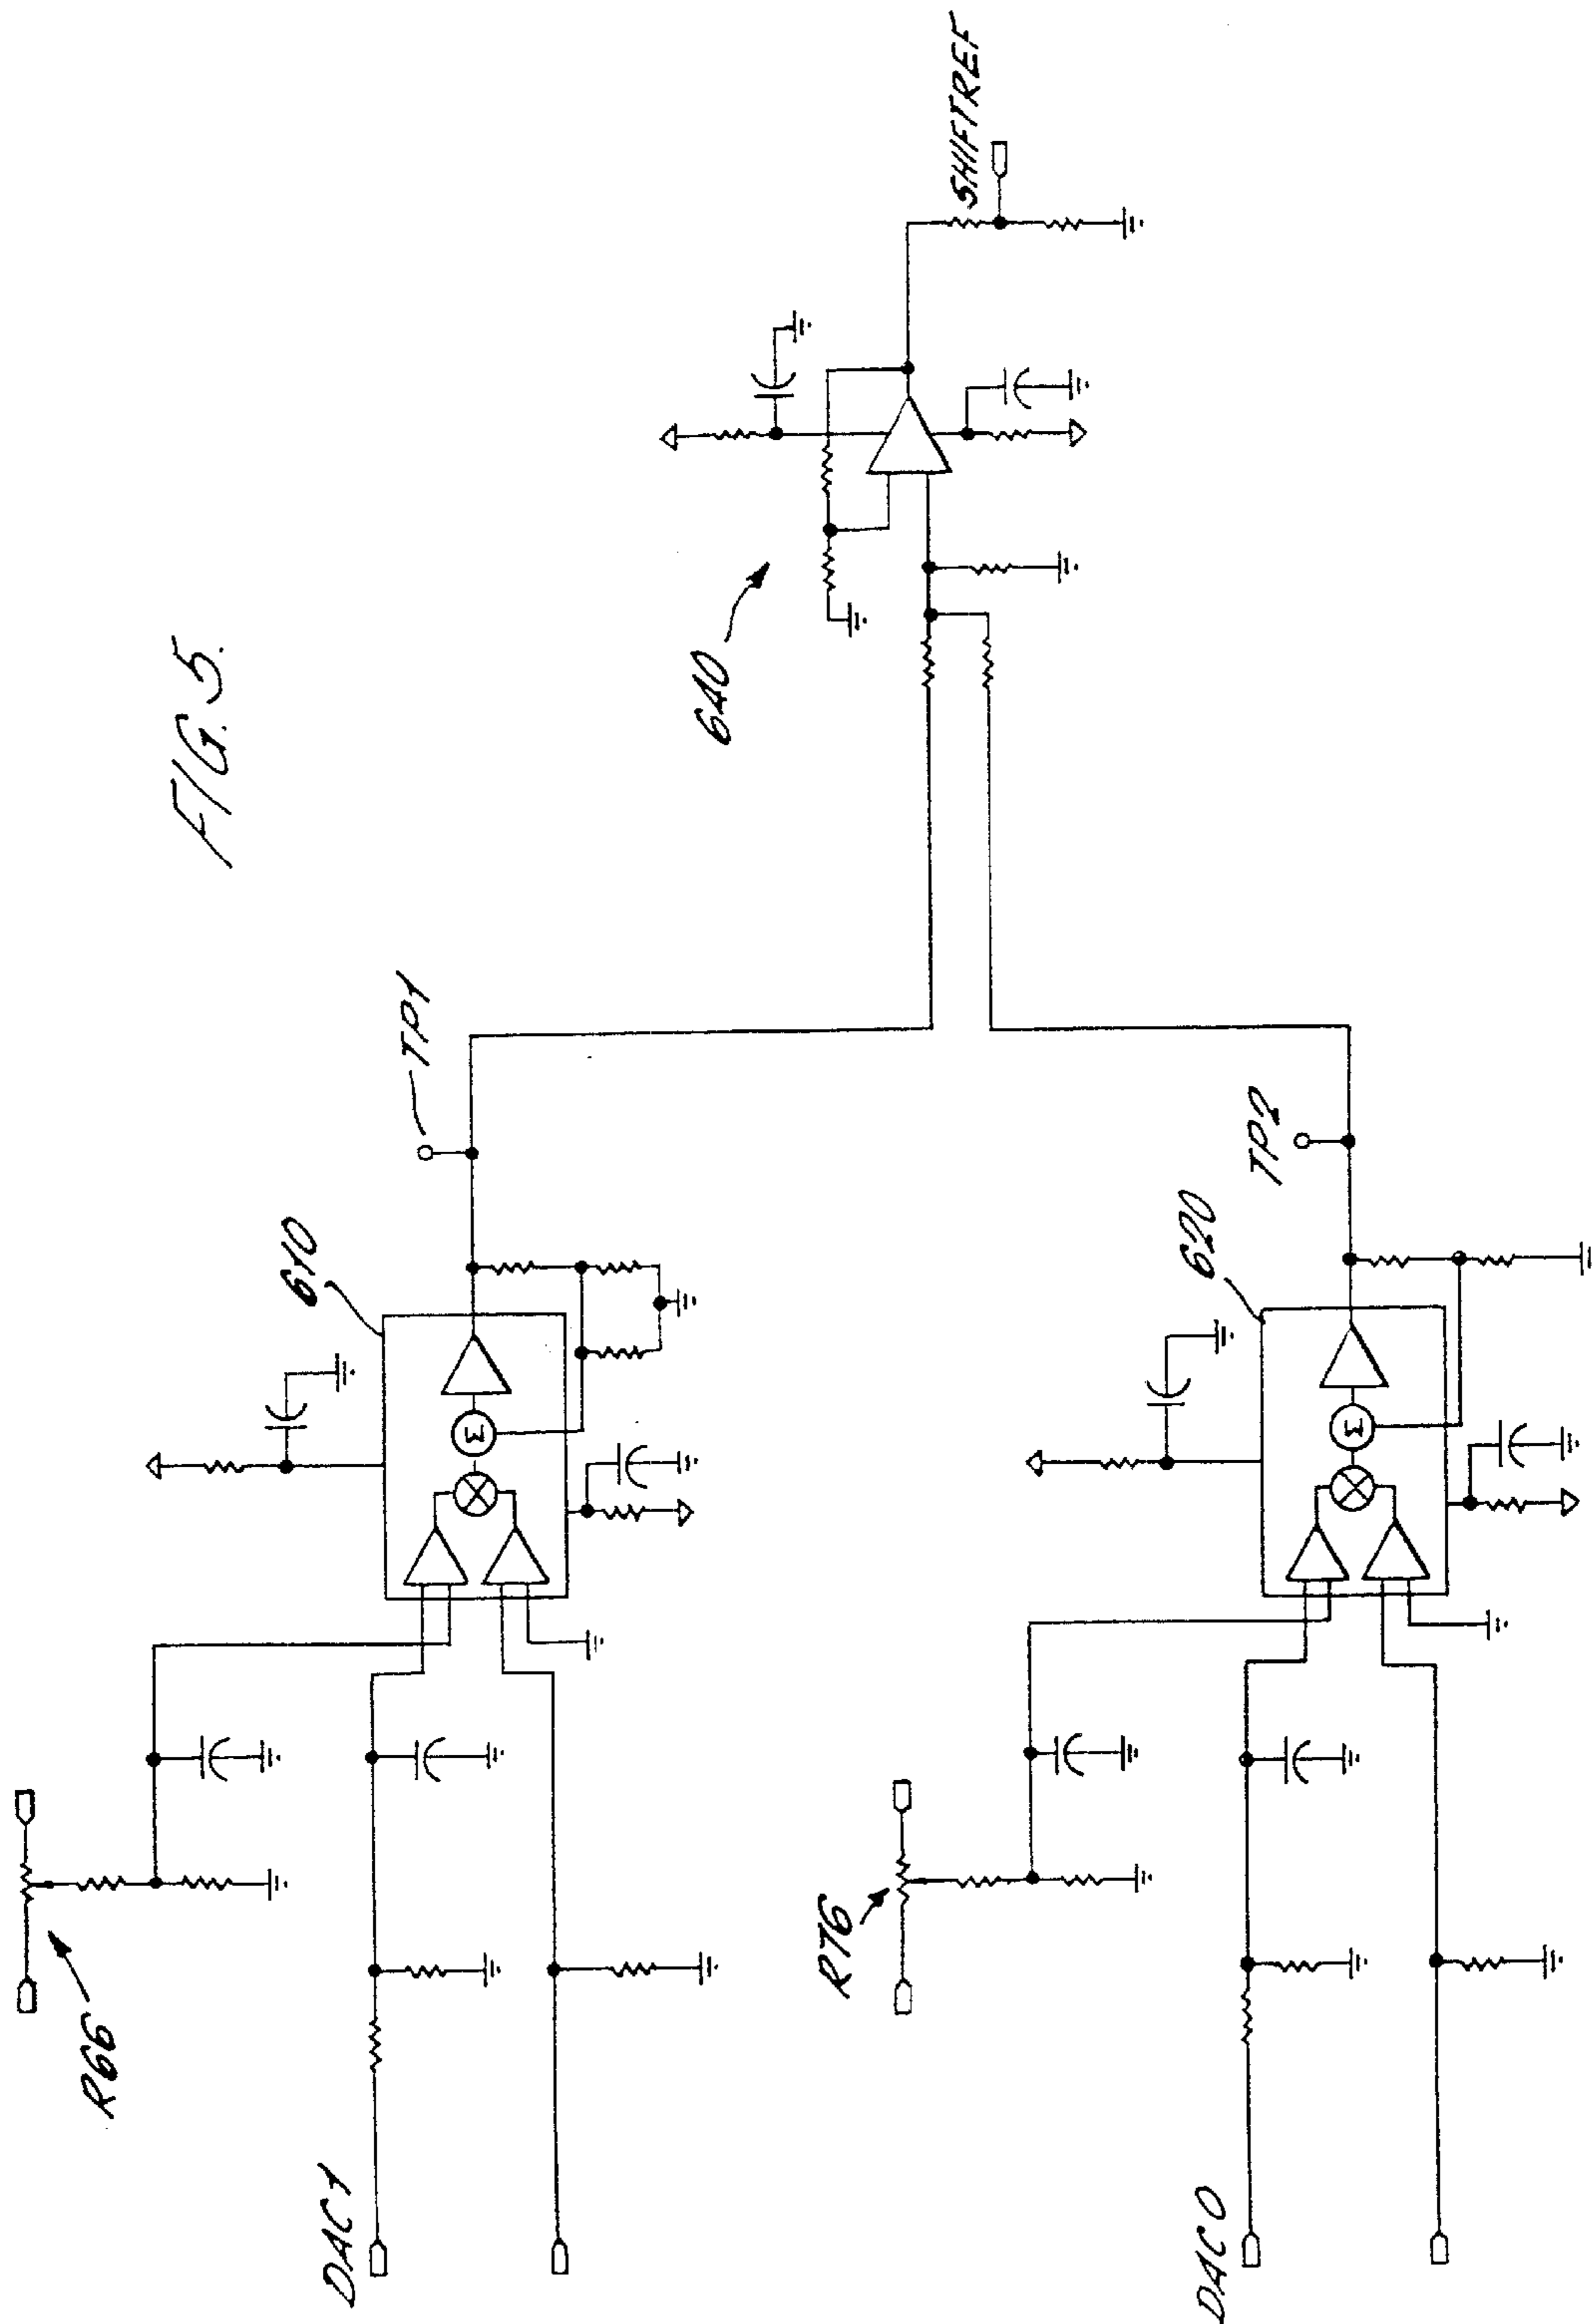 FIG. 5.
R66
DAC1
610
TP1
640
SHIFTREF
R76
DAC0
620
TP2
Σ
Σ